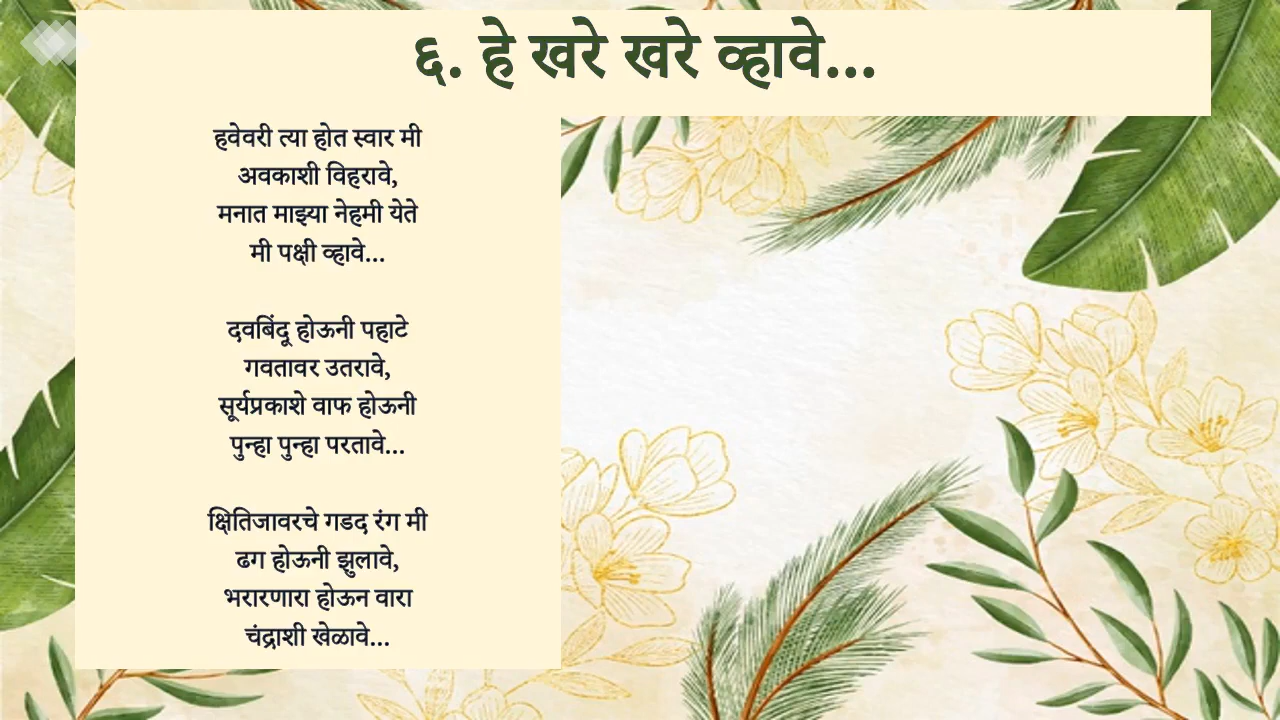 ६. हे खरे खरे व्हावे...
हवेवरी त्या होत स्वार मी
अवकाशी विहरावे,
मनात माझ्या नेहमी येते
मी पक्षी व्हावे...
दवबिंदू होऊनी पहाटे
गवतावर उतरावे,
सूर्यप्रकाशे वाफ होऊनी
पुन्हा पुन्हा परतावे...
क्षितिजावरचे गडद रंग मी
ढग होऊनी झुलावे,
भरारणारा होऊन वारा
चंद्राशी खेळावे...